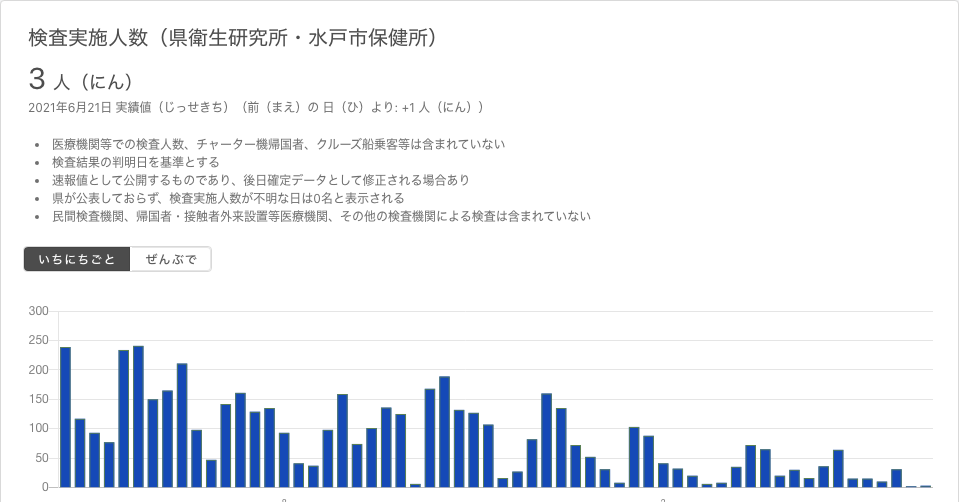 検査実施人数（県衛生研究所・水戸市保健所）
3 人（にん）
2021年6月21日 実績値（じっせきち）（前（まえ）の 日（ひ）より: +1 人（にん））
医療機関等での検査人数、チャーター機帰国者、クルーズ船乗客等は含まれていない
検査結果の判明日を基準とする
速報値として公開するものであり、後日確定データとして修正される場合あり
県が公表しておらず、検査実施人数が不明な日は0名と表示される
民間検査機関、帰国者・接触者外来設置等医療機関、その他の検査機関による検査は含まれていない
いちにちごと ぜんぶで
300
250
200
150
100
50
0